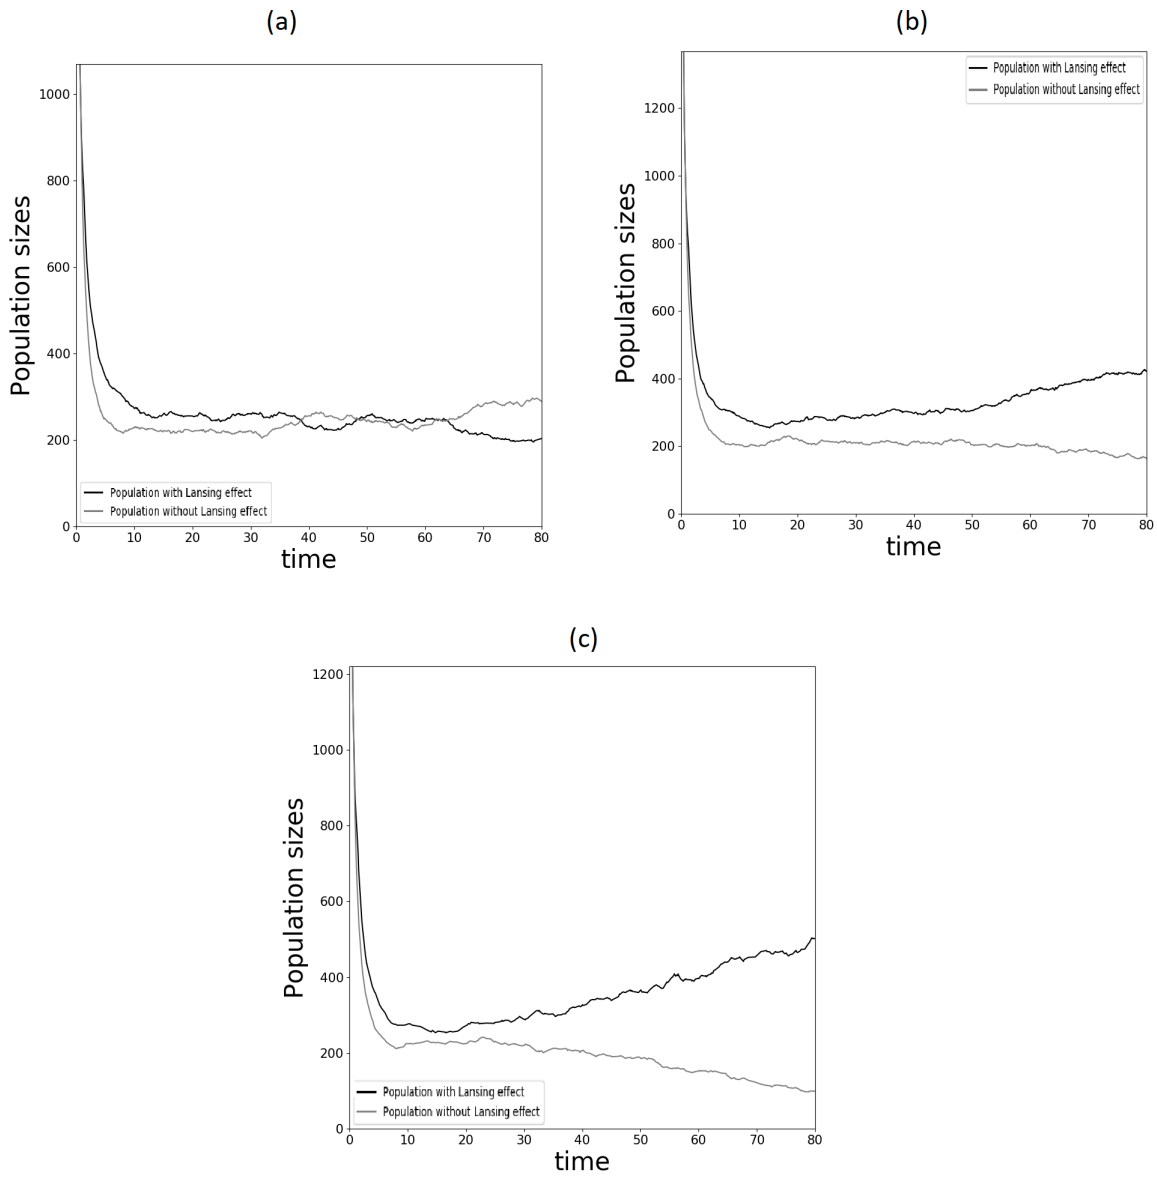 (a)
1000
800
600
400
200
0
Population sizes
Population with Lansing effect
Population without Lansing effect
0 10 20 30 40 50 60 70 80
time
(b)
Population with Lansing effect
Population without Lansing effect
1200
1000
800
600
400
200
0
Population sizes
0 10 20 30 40 50 60 70 80
time
(c)
1200
1000
800
600
400
200
0
Population sizes
Population with Lansing effect
Population without Lansing effect
0 10 20 30 40 50 60 70 80
time